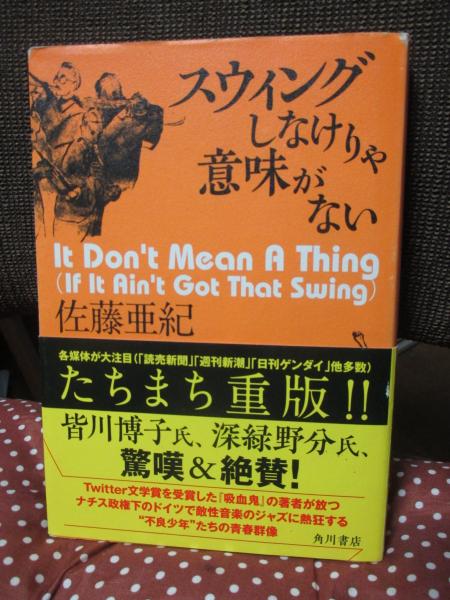 スウィング
しなけりゃ
意味が
ない
It Don't Mean A Thing
(If It Ain't Got That Swing)
佐藤亜紀
各媒体が大注目(「読売新聞」「週刊新潮」「日刊ゲンダイ」他多数)
たちまち重版!!
皆川博子氏、深緑野分氏、
驚嘆&絶賛!
Twitter文学賞を受賞した『吸血鬼』の著者が放つ
ナチス政権下のドイツで敵性音楽のジャズに熱狂する
“不良少年”たちの青春群像
角川書店